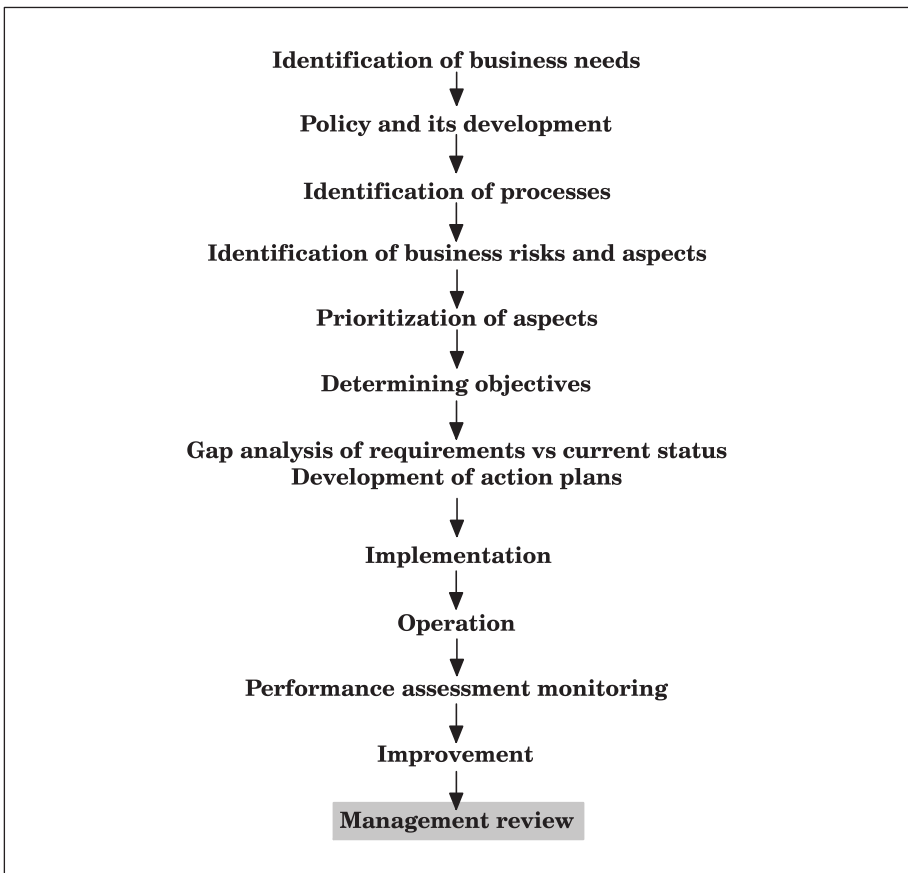 Identification of business needs
Policy and its development
Identification of processes
Identification of business risks and aspects
Prioritization of aspects
Determining objectives
Gap analysis of requirements vs current status
Development of action plans
Implementation
Operation
Performance assessment monitoring
Improvement
Management review